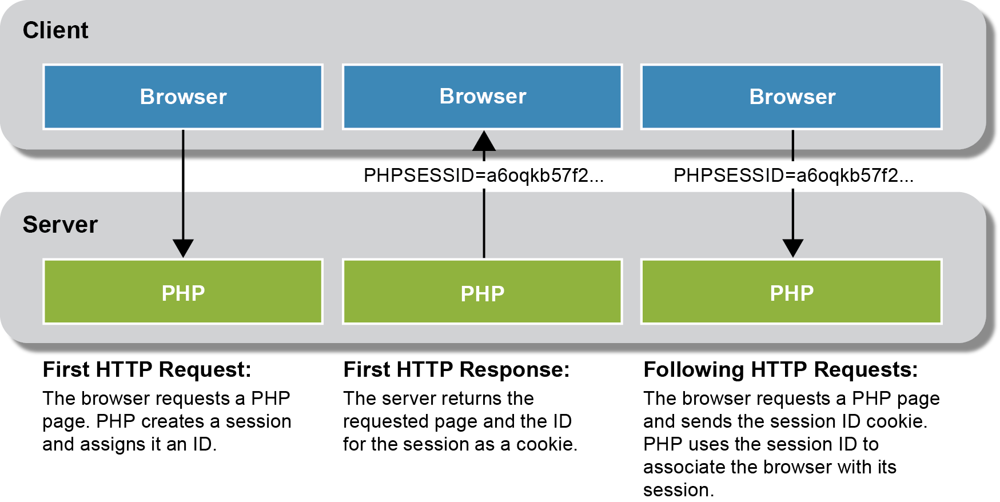 Client
Browser
Browser
Browser
PHPSESSID=a6oqkb57f2...
PHPSESSID=a6oqkb57f2...
Server
PHP
PHP
PHP
First HTTP Request:
The browser requests a PHP
page. PHP creates a session
and assigns it an ID.
First HTTP Response:
The server returns the
requested page and the ID
for the session as a cookie.
Following HTTP Requests:
The browser requests a PHP page
and sends the session ID cookie.
PHP uses the session ID to
associate the browser with its
session.